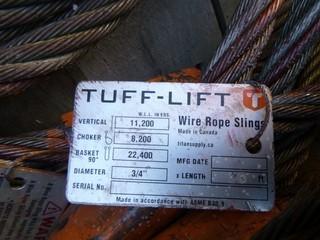 TUFF-LIFT T
W.L.L. IN LBS.
VERTICAL 11,200
Wire Rope Slings
Made in Canada
CHOKER 8,200
titansupply.ca
BASKET 90° 22,400
MFG DATE
DIAMETER 3/4"
x LENGTH ft
SERIAL No.
Made in accordance with ASME B30.9